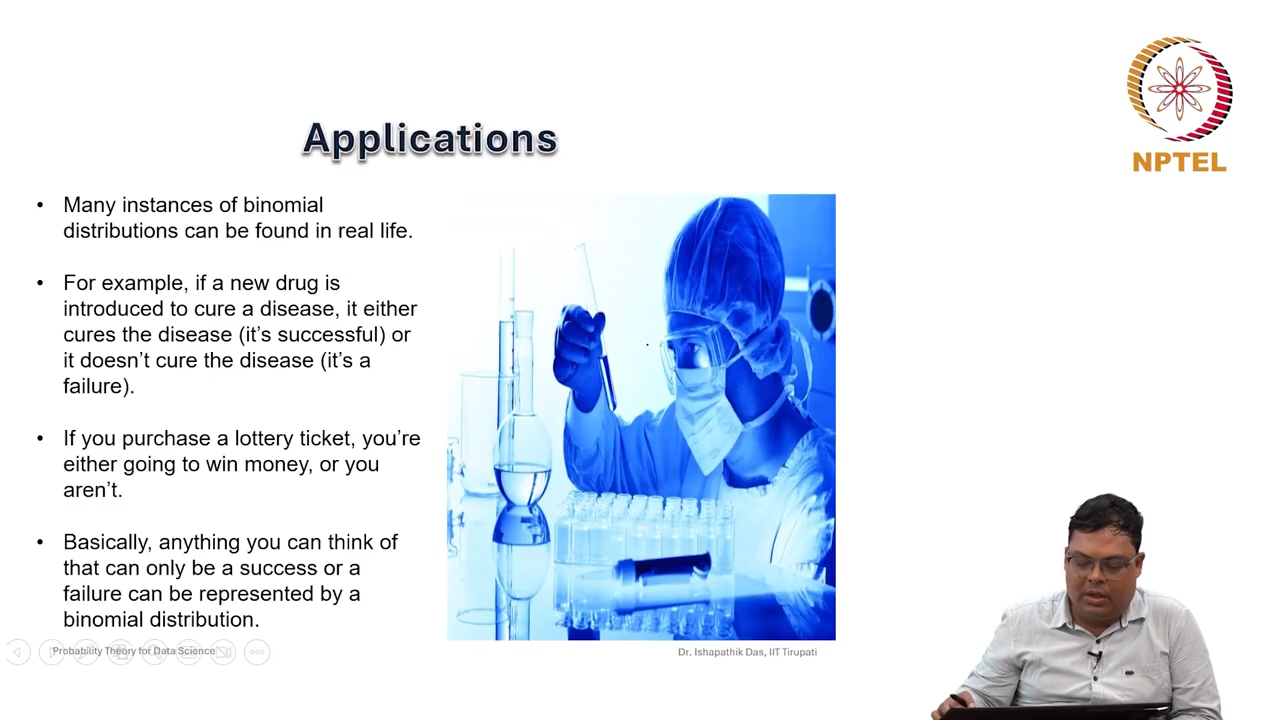 NPTEL
Applications
• Many instances of binomial
distributions can be found in real life.
• For example, if a new drug is
introduced to cure a disease, it either
cures the disease (it’s successful) or
it doesn’t cure the disease (it’s a
failure).
• If you purchase a lottery ticket, you’re
either going to win money, or you
aren’t.
• Basically, anything you can think of
that can only be a success or a
failure can be represented by a
binomial distribution.
Probability Theory for Data Science
Dr. Ishapathik Das, IIT Tirupati